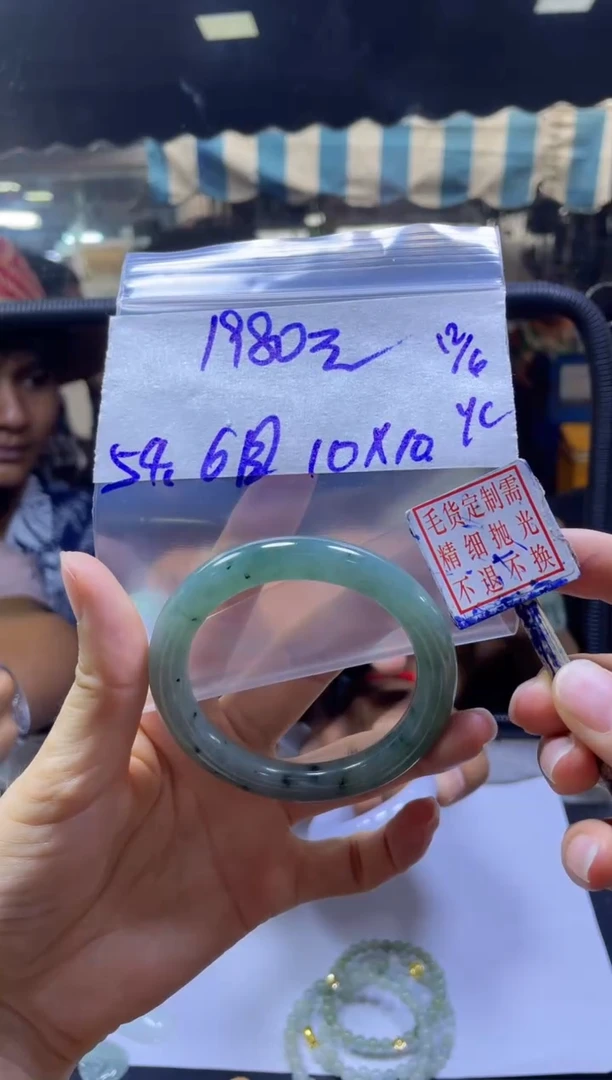 1980元
12/6
YC
54.6圆 10X10
毛货定制需
精细抛光
不退不换